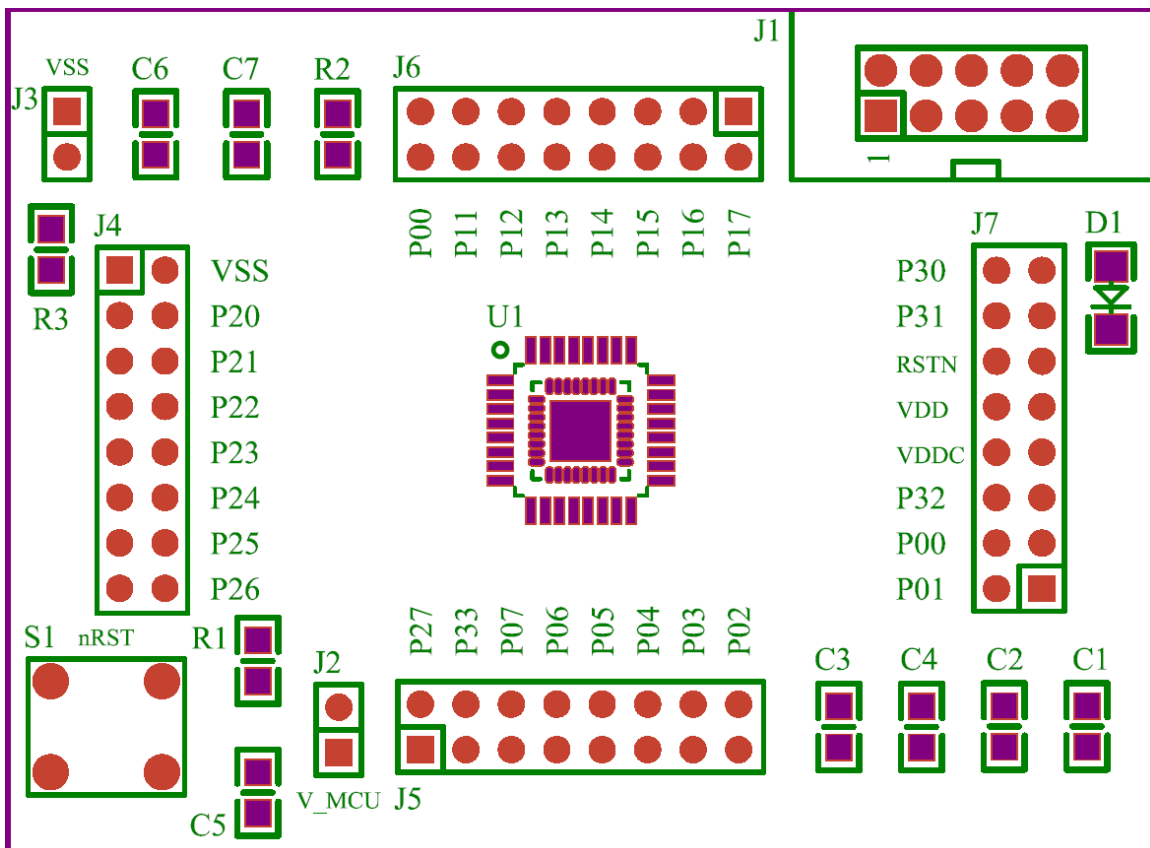 J1
VSS
C6
C7
R2
J6
J3
1
P00
P11
P12
P13
P14
P15
P16
P17
J4
J7
D1
VSS
P30
R3
P20
P31
U1
P21
RSTN
P22
VDD
P23
VDDC
P24
P32
P25
P00
P26
P01
S1
nRST
R1
P27
P33
P07
P06
P05
P04
P03
P02
J2
C3
C4
C2
C1
V_MCU
J5
C5